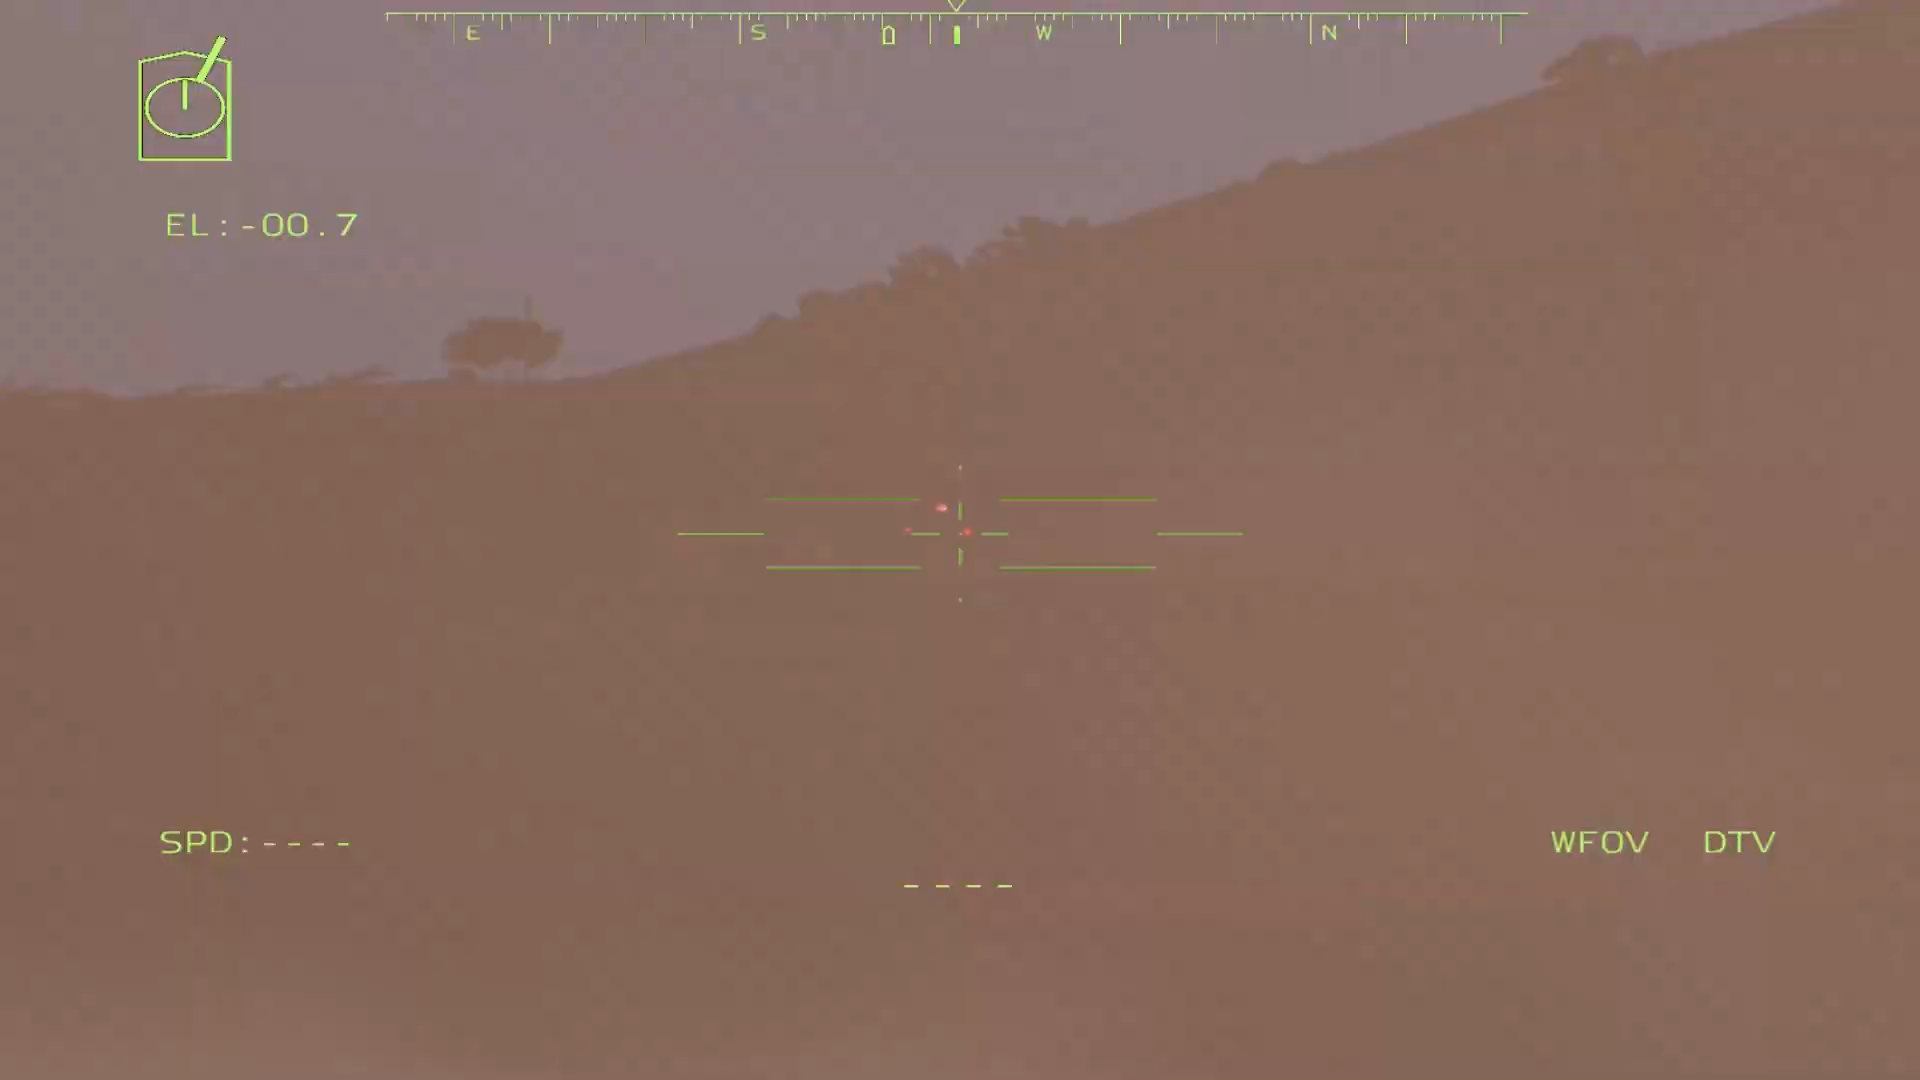 E S W N
EL:-00.7
SPD:----
WFOV DTV
----